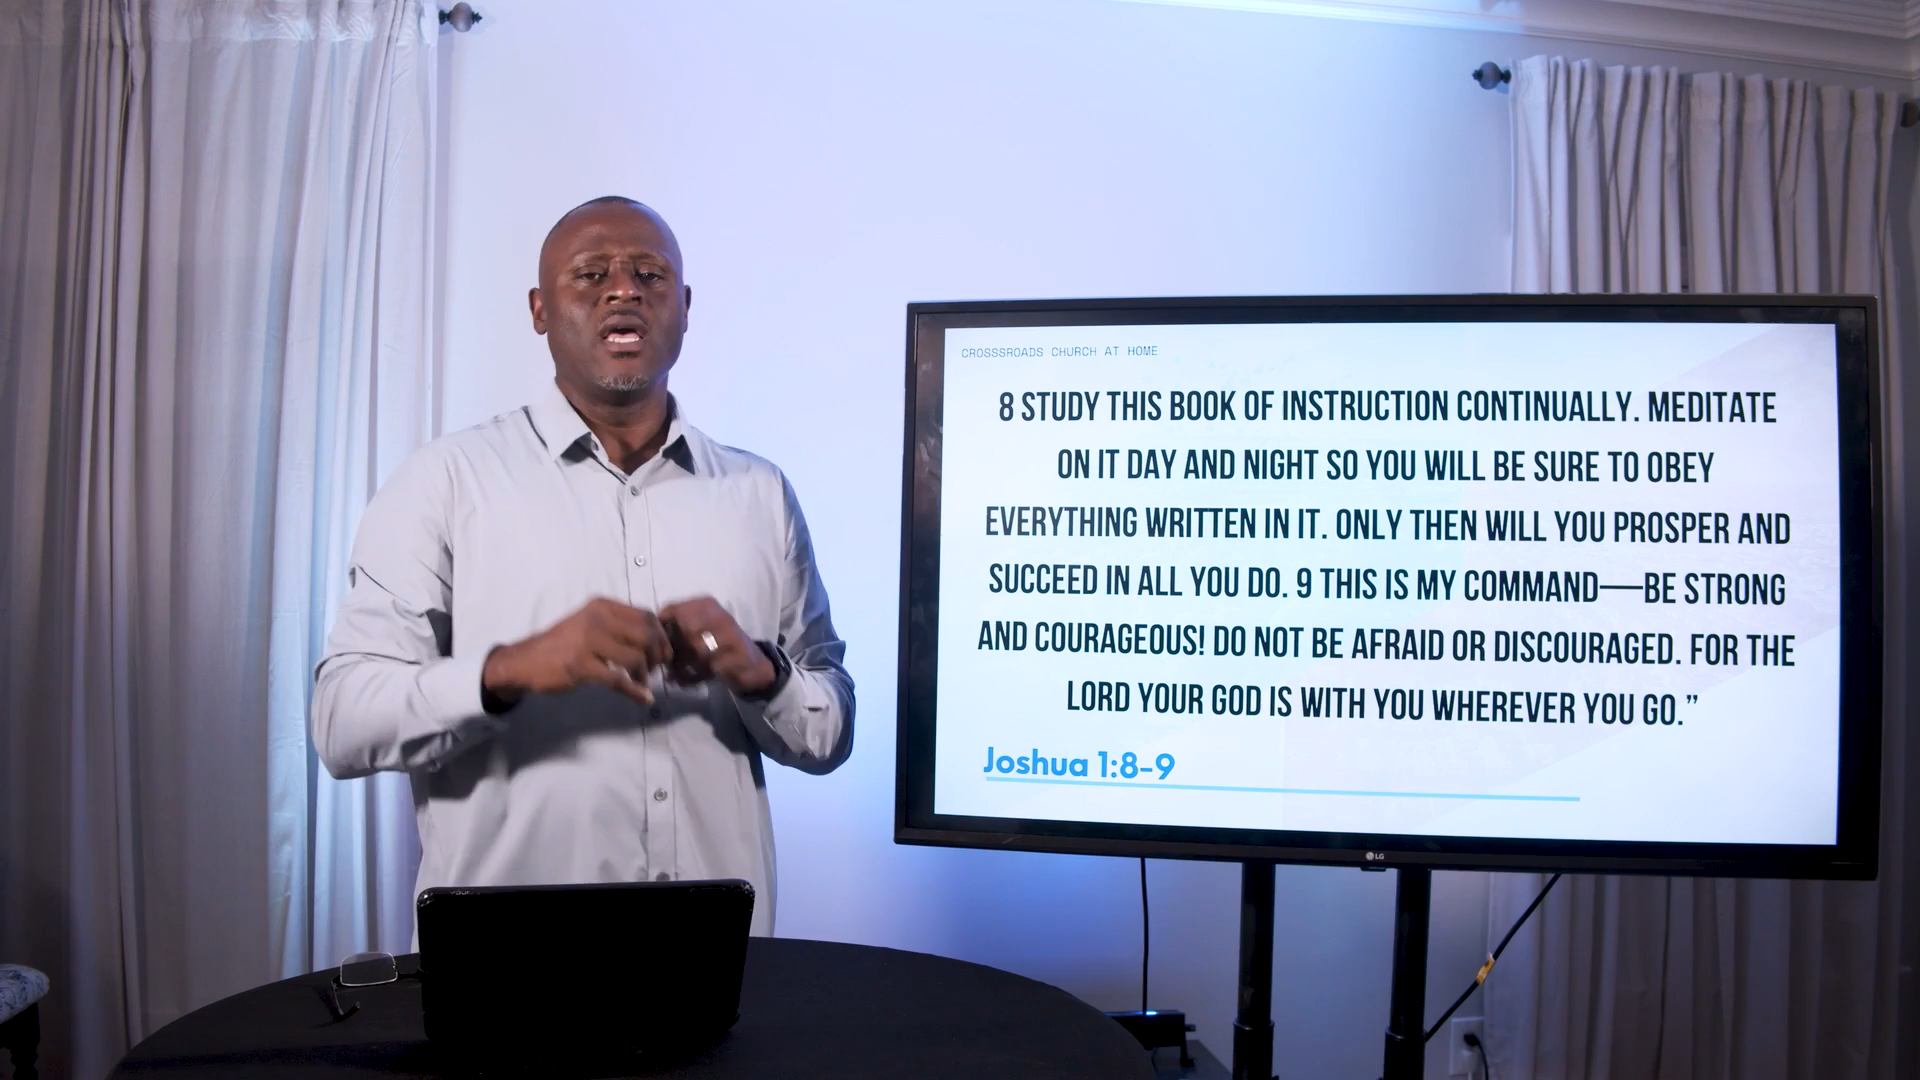 CROSSSROADS CHURCH AT HOME
8 STUDY THIS BOOK OF INSTRUCTION CONTINUALLY. MEDITATE
ON IT DAY AND NIGHT SO YOU WILL BE SURE TO OBEY
EVERYTHING WRITTEN IN IT. ONLY THEN WILL YOU PROSPER AND
SUCCEED IN ALL YOU DO. 9 THIS IS MY COMMAND—BE STRONG
AND COURAGEOUS! DO NOT BE AFRAID OR DISCOURAGED. FOR THE
LORD YOUR GOD IS WITH YOU WHEREVER YOU GO.”
Joshua 1:8-9
LG